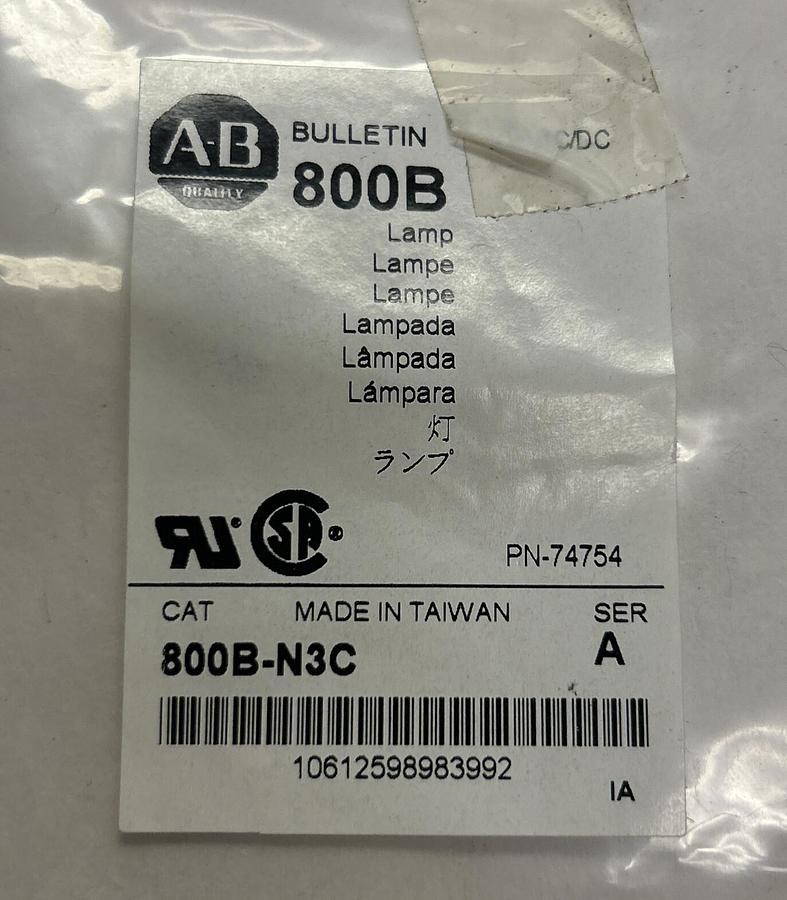 A-B
QUALITY
BULLETIN
800B
C/DC
Lamp
Lampe
Lampe
Lampada
Lâmpada
Lámpara
灯
ランプ
PN-74754
CAT MADE IN TAIWAN SER
800B-N3C A
10612598983992
IA